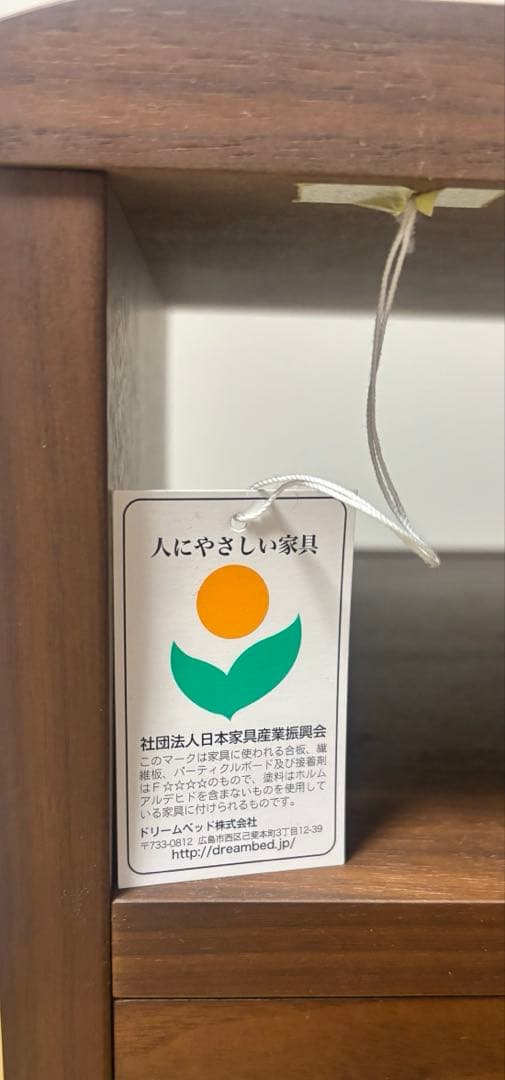 人にやさしい家具
社団法人日本家具産業振興会
このマークは家具に使われる合板、繊
維板、パーティクルボード及び接着剤
はF☆☆☆☆のもので、塗料はホルム
アルデヒドを含まないものを使用して
いる家具に付けられるものです。
ドリームベッド株式会社
〒733-0812 広島市西区己斐本町3丁目12-39
http://dreambed.jp/